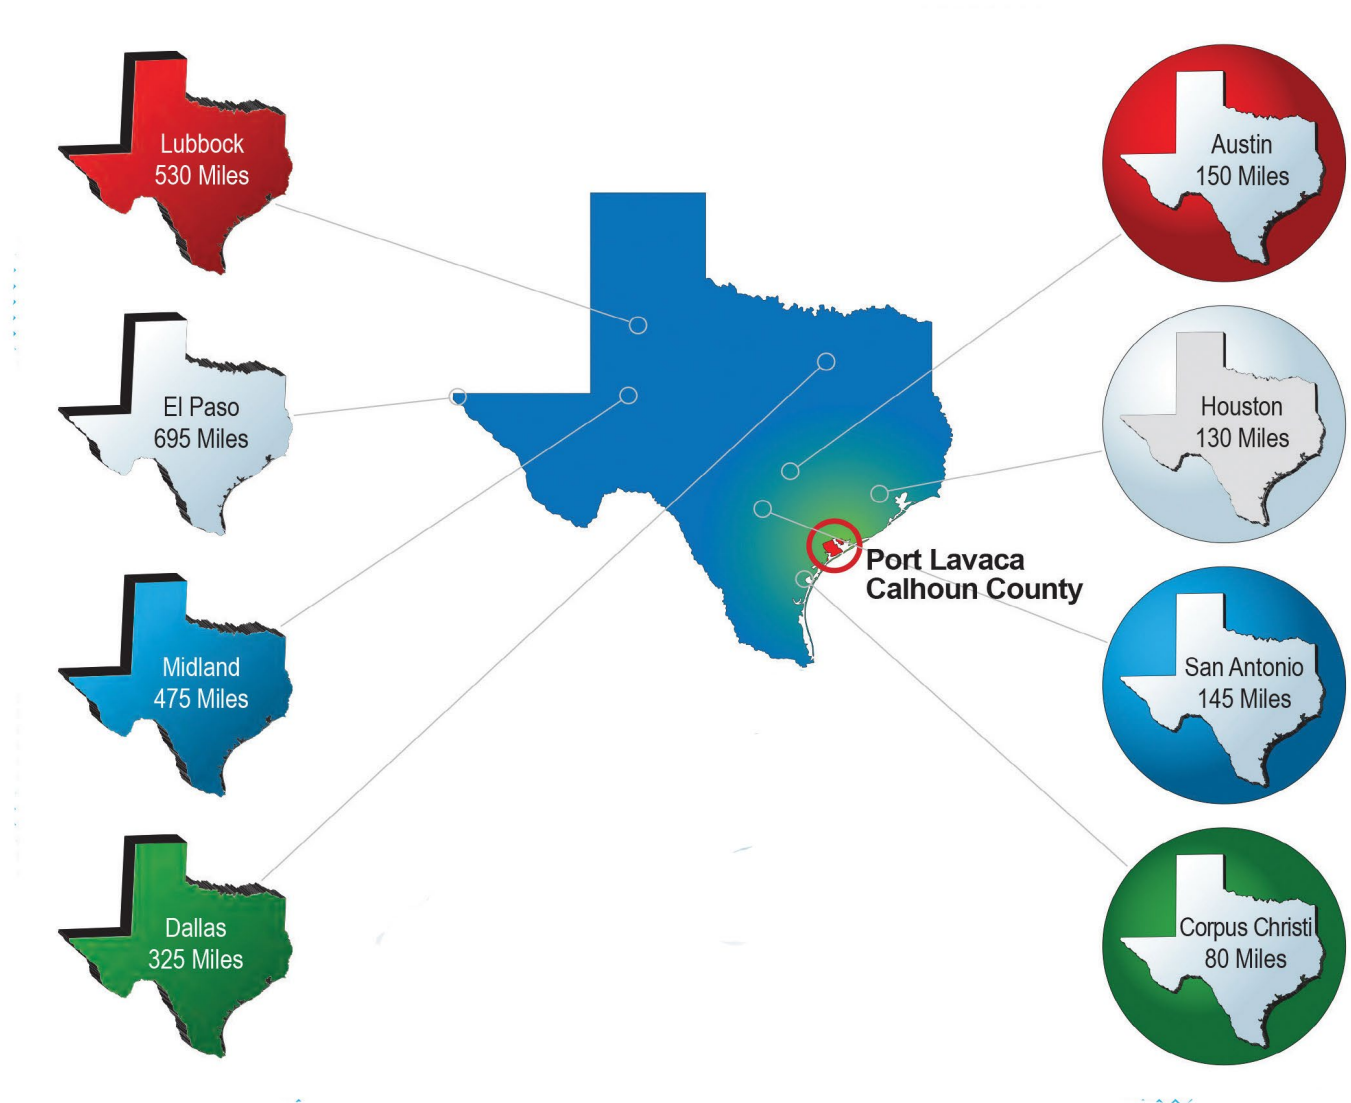 Lubbock
530 Miles
El Paso
695 Miles
Midland
475 Miles
Dallas
325 Miles
Port Lavaca
Calhoun County
Austin
150 Miles
Houston
130 Miles
San Antonio
145 Miles
Corpus Christi
80 Miles